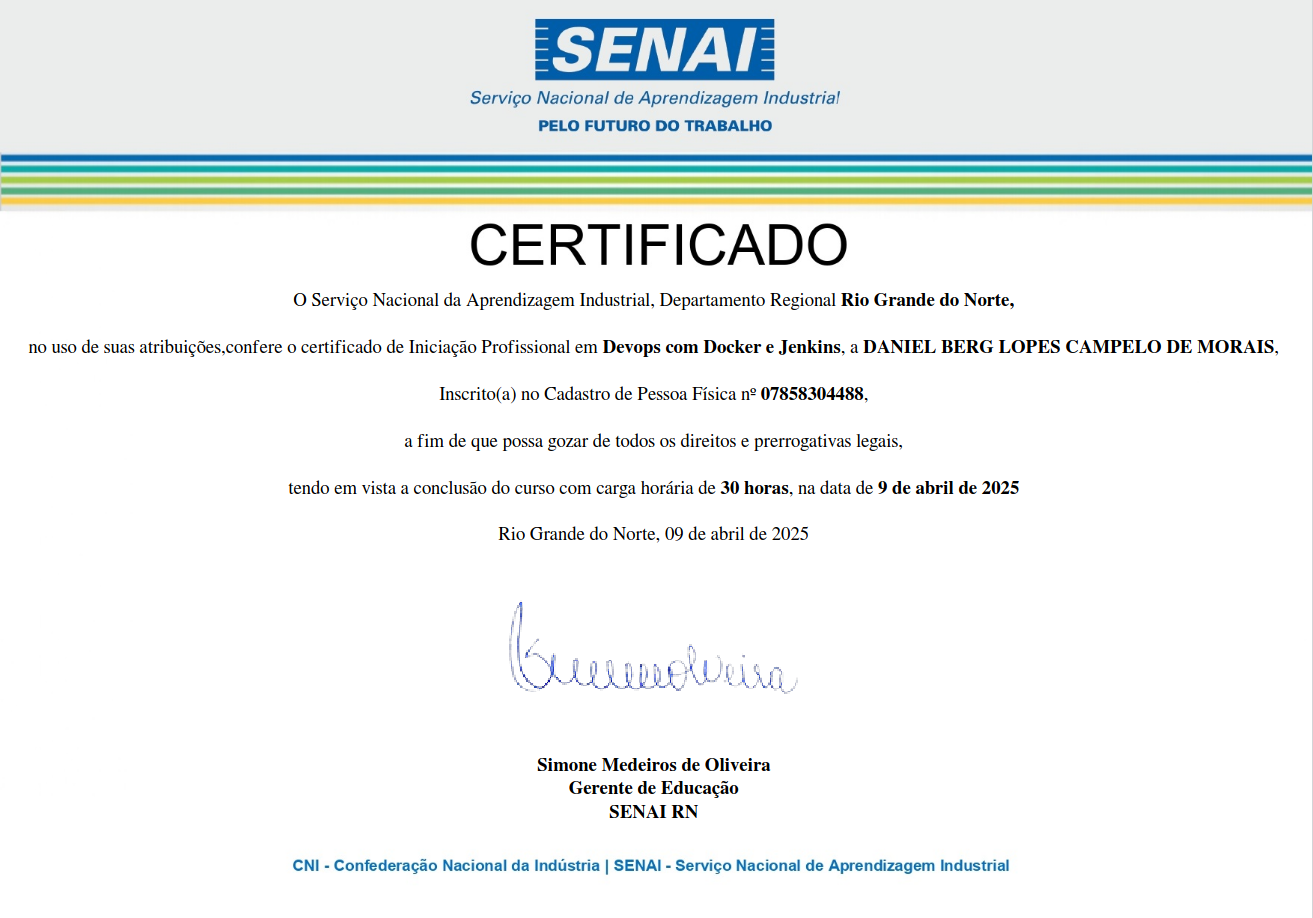 SENAI
Serviço Nacional de Aprendizagem Industrial
PELO FUTURO DO TRABALHO
CERTIFICADO
O Serviço Nacional da Aprendizagem Industrial, Departamento Regional Rio Grande do Norte,
no uso de suas atribuições,confere o certificado de Iniciação Profissional em Devops com Docker e Jenkins, a DANIEL BERG LOPES CAMPELO DE MORAIS,
Inscrito(a) no Cadastro de Pessoa Física nº 07858304488,
a fim de que possa gozar de todos os direitos e prerrogativas legais,
tendo em vista a conclusão do curso com carga horária de 30 horas, na data de 9 de abril de 2025
Rio Grande do Norte, 09 de abril de 2025
Simone Medeiros de Oliveira
Gerente de Educação
SENAI RN
CNI - Confederação Nacional da Indústria | SENAI - Serviço Nacional de Aprendizagem Industrial